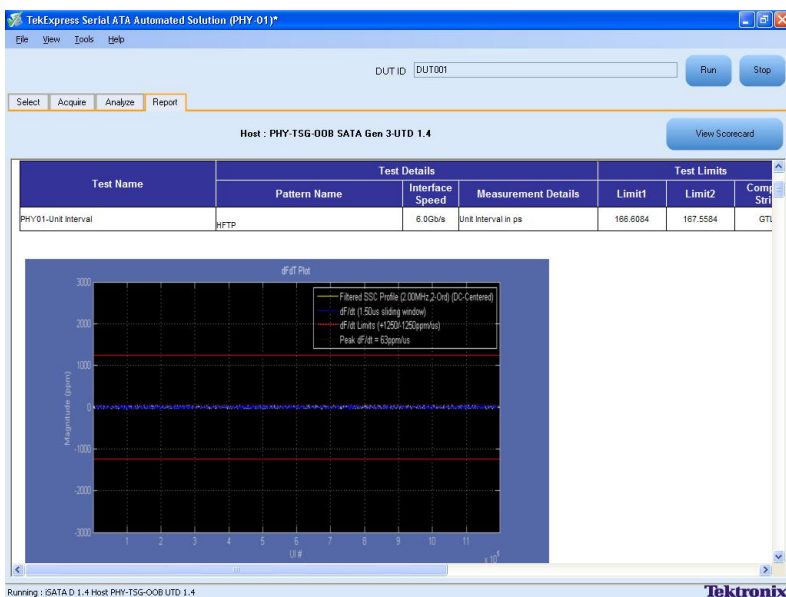 TekExpress Serial ATA Automated Solution (PHY-01)*
File View Tools Help
DUT ID DUT001 Run Stop
Select Acquire Analyze Report
Host : PHY-TSG-OOB SATA Gen 3-UTD 1.4 View Scorecard
Test Name Test Details Test Limits
Pattern Name Interface Speed Measurement Details Limit1 Limit2 Comp Stri
PHY01-Unit Interval HFTP 6.0Gb/s Unit Interval in ps 166.6084 167.5584 GTL
dFdT Plot
Filtered SSC Profile (2.00MHz,2-Ord) (DC-Centered)
dF/dt (1.50us sliding window)
dF/dt Limits (+1250/-1250ppm/us)
Peak dF/dt = 63ppm/us
Magnitude (ppm)
3000
2000
1000
0
-1000
-2000
-3000
1 2 3 4 5 6 7 8 9 10 11
UI #
Running : iSATA D 1.4 Host PHY-TSG-OOB UTD 1.4
Tektronix